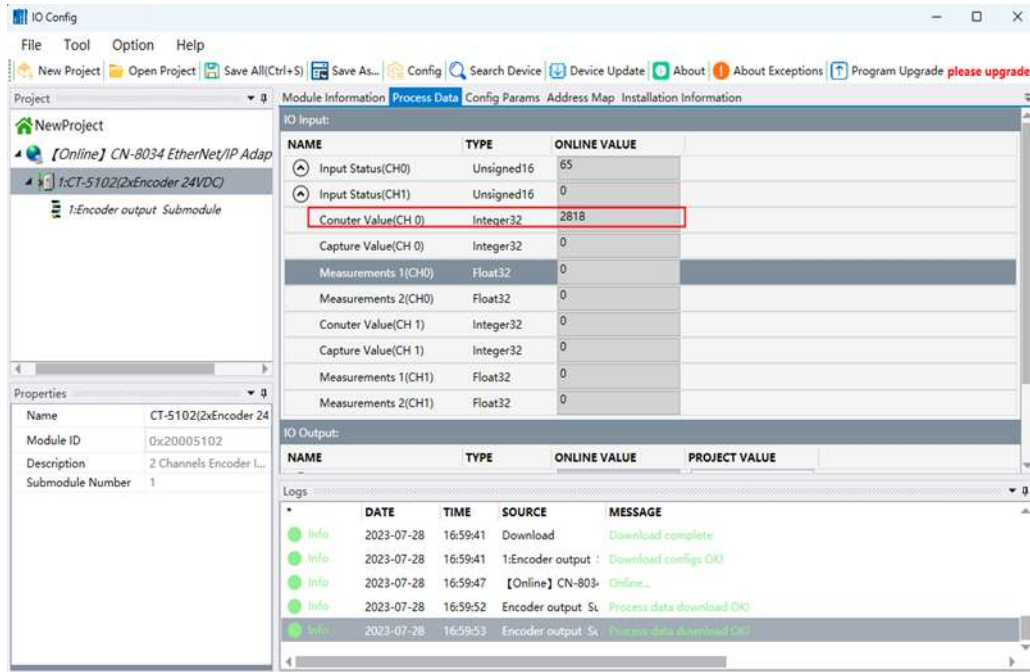 IO Config
File Tool Option Help
New Project Open Project Save All(Ctrl+S) Save As... Config Search Device Device Update About About Exceptions Program Upgrade please upgrade
Project
NewProject
【Online】 CN-8034 EtherNet/IP Adap
1:CT-5102(2xEncoder 24VDC)
1:Encoder output Submodule
Properties
Name CT-5102(2xEncoder 24
Module ID 0x20005102
Description 2 Channels Encoder I...
Submodule Number 1
Module Information Process Data Config Params Address Map Installation Information
IO Input:
NAME TYPE ONLINE VALUE
Input Status(CH0) Unsigned16 65
Input Status(CH1) Unsigned16 0
Conuter Value(CH 0) Integer32 2818
Capture Value(CH 0) Integer32 0
Measurements 1(CH0) Float32 0
Measurements 2(CH0) Float32 0
Conuter Value(CH 1) Integer32 0
Capture Value(CH 1) Integer32 0
Measurements 1(CH1) Float32 0
Measurements 2(CH1) Float32 0
IO Output:
NAME TYPE ONLINE VALUE PROJECT VALUE
Logs
* DATE TIME SOURCE MESSAGE
Info 2023-07-28 16:59:41 Download Download complete
Info 2023-07-28 16:59:41 1:Encoder output : Download configs OK!
Info 2023-07-28 16:59:47 【Online】 CN-803 Online...
Info 2023-07-28 16:59:52 Encoder output Su Process data download OK!
Info 2023-07-28 16:59:53 Encoder output Su Process data download OK!